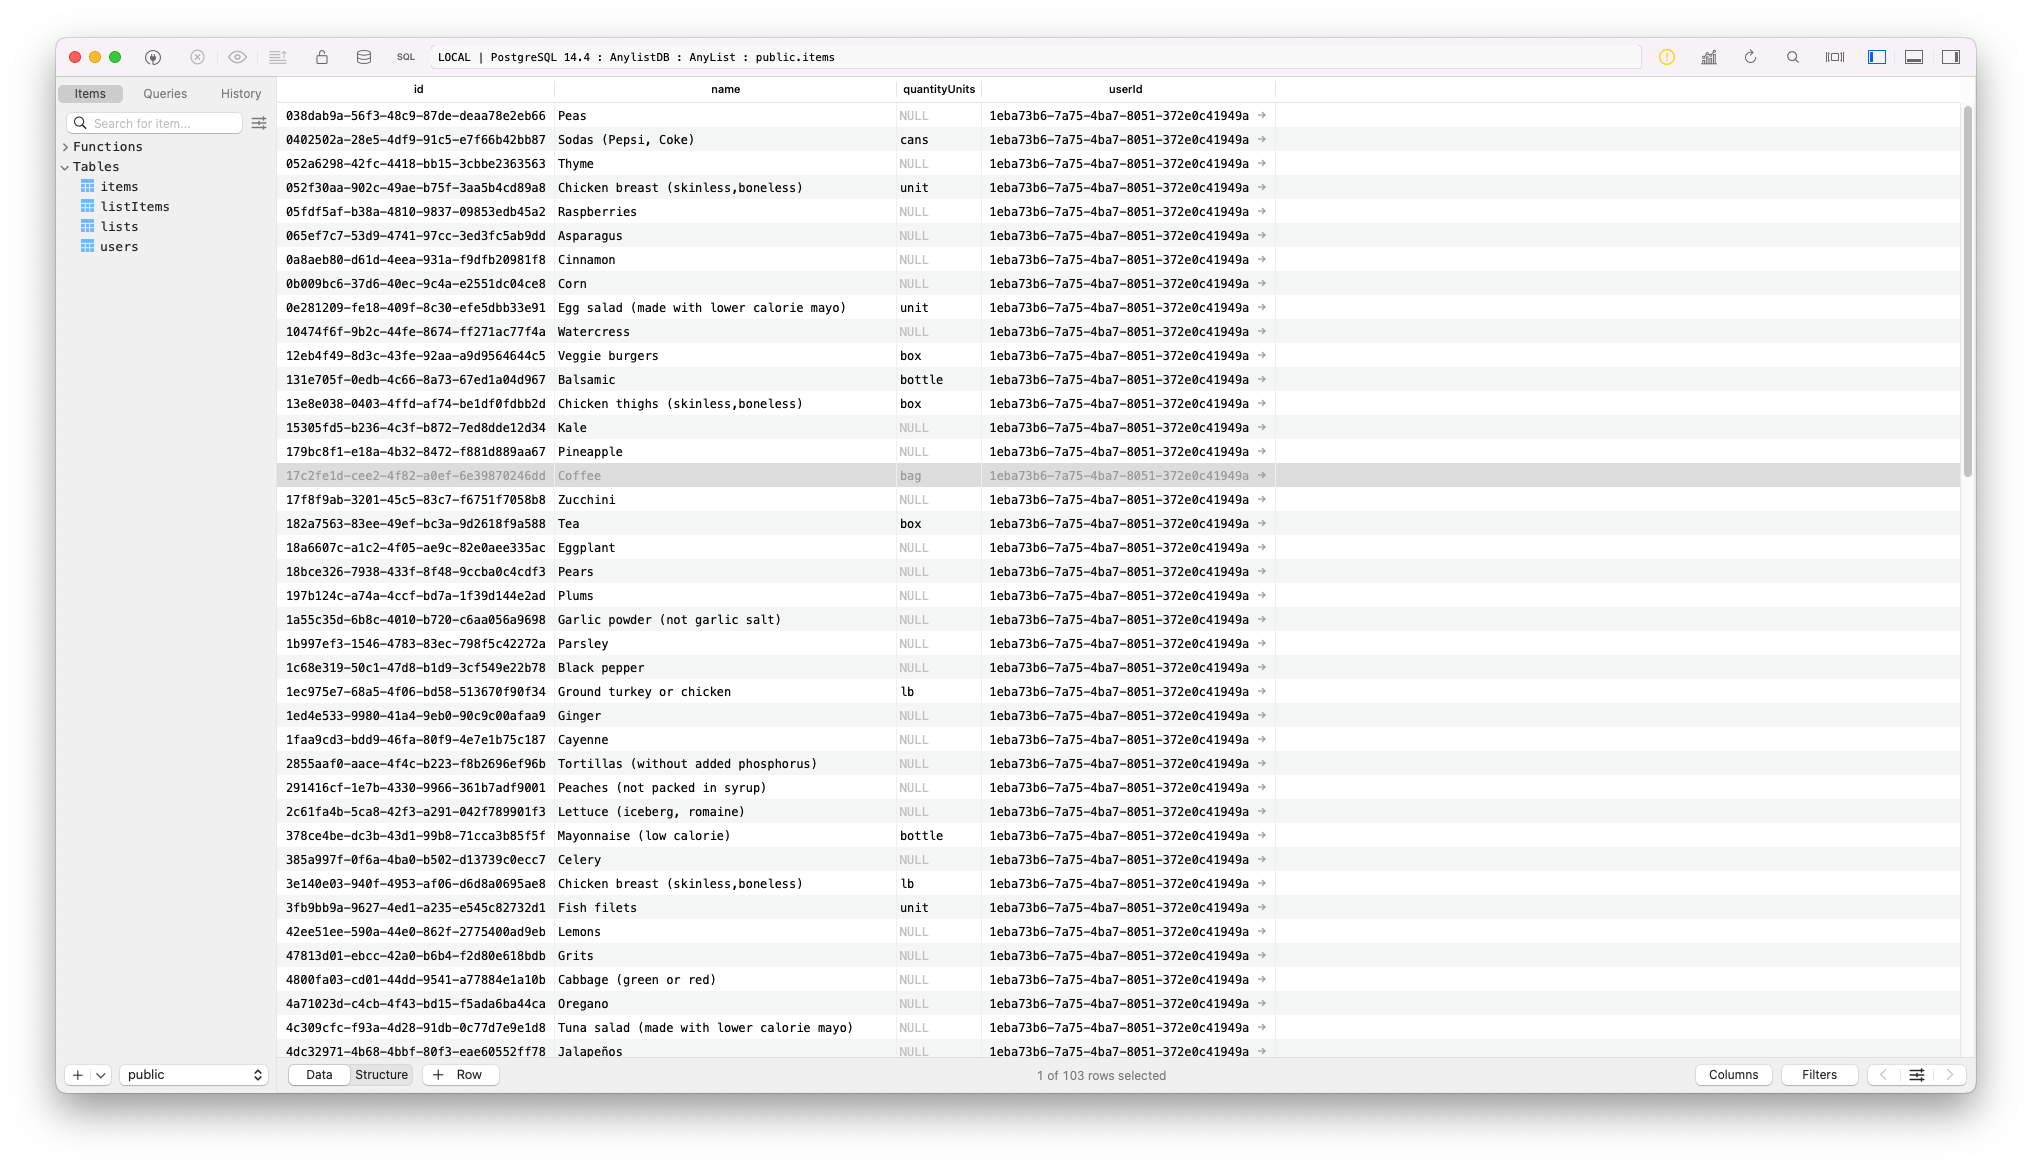 SQL LOCAL | PostgreSQL 14.4 : AnylistDB : AnyList : public.items
Items Queries History
Search for item...
Functions
Tables
items
listItems
lists
users
id name quantityUnits userId
038dab9a-56f3-48c9-87de-deaa78e2eb66 Peas NULL 1eba73b6-7a75-4ba7-8051-372e0c41949a
0402502a-28e5-4df9-91c5-e7f66b42bb87 Sodas (Pepsi, Coke) cans 1eba73b6-7a75-4ba7-8051-372e0c41949a
052a6298-42fc-4418-bb15-3cbbe2363563 Thyme NULL 1eba73b6-7a75-4ba7-8051-372e0c41949a
052f30aa-902c-49ae-b75f-3aa5b4cd89a8 Chicken breast (skinless,boneless) unit 1eba73b6-7a75-4ba7-8051-372e0c41949a
05fdf5af-b38a-4810-9837-09853edb45a2 Raspberries NULL 1eba73b6-7a75-4ba7-8051-372e0c41949a
065ef7c7-53d9-4741-97cc-3ed3fc5ab9dd Asparagus NULL 1eba73b6-7a75-4ba7-8051-372e0c41949a
0a8aeb80-d61d-4eea-931a-f9dfb20981f8 Cinnamon NULL 1eba73b6-7a75-4ba7-8051-372e0c41949a
0b009bc6-37d6-40ec-9c4a-e2551dc04ce8 Corn NULL 1eba73b6-7a75-4ba7-8051-372e0c41949a
0e281209-fe18-409f-8c30-efe5dbb33e91 Egg salad (made with lower calorie mayo) unit 1eba73b6-7a75-4ba7-8051-372e0c41949a
10474f6f-9b2c-44fe-8674-ff271ac77f4a Watercress NULL 1eba73b6-7a75-4ba7-8051-372e0c41949a
12eb4f49-8d3c-43fe-92aa-a9d9564644c5 Veggie burgers box 1eba73b6-7a75-4ba7-8051-372e0c41949a
131e705f-0edb-4c66-8a73-67ed1a04d967 Balsamic bottle 1eba73b6-7a75-4ba7-8051-372e0c41949a
13e8e038-0403-4ffd-af74-be1df0fdbb2d Chicken thighs (skinless,boneless) box 1eba73b6-7a75-4ba7-8051-372e0c41949a
15305fd5-b236-4c3f-b872-7ed8dde12d34 Kale NULL 1eba73b6-7a75-4ba7-8051-372e0c41949a
179bc8f1-e18a-4b32-8472-f881d889aa67 Pineapple NULL 1eba73b6-7a75-4ba7-8051-372e0c41949a
17c2fe1d-cee2-4f82-a0ef-6e39870246dd Coffee bag 1eba73b6-7a75-4ba7-8051-372e0c41949a
17f8f9ab-3201-45c5-83c7-f6751f7058b8 Zucchini NULL 1eba73b6-7a75-4ba7-8051-372e0c41949a
182a7563-83ee-49ef-bc3a-9d2618f9a588 Tea box 1eba73b6-7a75-4ba7-8051-372e0c41949a
18a6607c-a1c2-4f05-ae9c-82e0aee335ac Eggplant NULL 1eba73b6-7a75-4ba7-8051-372e0c41949a
18bce326-7938-433f-8f48-9ccba0c4cdf3 Pears NULL 1eba73b6-7a75-4ba7-8051-372e0c41949a
197b124c-a74a-4ccf-bd7a-1f39d144e2ad Plums NULL 1eba73b6-7a75-4ba7-8051-372e0c41949a
1a55c35d-6b8c-4010-b720-c6aa056a9698 Garlic powder (not garlic salt) NULL 1eba73b6-7a75-4ba7-8051-372e0c41949a
1b997ef3-1546-4783-83ec-798f5c42272a Parsley NULL 1eba73b6-7a75-4ba7-8051-372e0c41949a
1c68e319-50c1-47d8-b1d9-3cf549e22b78 Black pepper NULL 1eba73b6-7a75-4ba7-8051-372e0c41949a
1ec975e7-68a5-4f06-bd58-513670f90f34 Ground turkey or chicken lb 1eba73b6-7a75-4ba7-8051-372e0c41949a
1ed4e533-9980-41a4-9eb0-90c9c00afaa9 Ginger NULL 1eba73b6-7a75-4ba7-8051-372e0c41949a
1faa9cd3-bdd9-46fa-80f9-4e7e1b75c187 Cayenne NULL 1eba73b6-7a75-4ba7-8051-372e0c41949a
2855aaf0-aace-4f4c-b223-f8b2696ef96b Tortillas (without added phosphorus) NULL 1eba73b6-7a75-4ba7-8051-372e0c41949a
291416cf-1e7b-4330-9966-361b7adf9001 Peaches (not packed in syrup) NULL 1eba73b6-7a75-4ba7-8051-372e0c41949a
2c61fa4b-5ca8-42f3-a291-042f789901f3 Lettuce (iceberg, romaine) NULL 1eba73b6-7a75-4ba7-8051-372e0c41949a
378ce4be-dc3b-43d1-99b8-71cca3b85f5f Mayonnaise (low calorie) bottle 1eba73b6-7a75-4ba7-8051-372e0c41949a
385a997f-0f6a-4ba0-b502-d13739c0ecc7 Celery NULL 1eba73b6-7a75-4ba7-8051-372e0c41949a
3e140e03-940f-4953-af06-d6d8a0695ae8 Chicken breast (skinless,boneless) lb 1eba73b6-7a75-4ba7-8051-372e0c41949a
3fb9bb9a-9627-4ed1-a235-e545c82732d1 Fish filets unit 1eba73b6-7a75-4ba7-8051-372e0c41949a
42ee51ee-590a-44e0-862f-2775400ad9eb Lemons NULL 1eba73b6-7a75-4ba7-8051-372e0c41949a
47813d01-ebcc-42a0-b6b4-f2d80e618bdb Grits NULL 1eba73b6-7a75-4ba7-8051-372e0c41949a
4800fa03-cd01-44dd-9541-a77884e1a10b Cabbage (green or red) NULL 1eba73b6-7a75-4ba7-8051-372e0c41949a
4a71023d-c4cb-4f43-bd15-f5ada6ba44ca Oregano NULL 1eba73b6-7a75-4ba7-8051-372e0c41949a
4c309cfc-f93a-4d28-91db-0c77d7e9e1d8 Tuna salad (made with lower calorie mayo) NULL 1eba73b6-7a75-4ba7-8051-372e0c41949a
4dc32971-4b68-4bbf-80f3-eae60552ff78 Jalapeños NULL 1eba73b6-7a75-4ba7-8051-372e0c41949a
public Data Structure + Row 1 of 103 rows selected Columns Filters